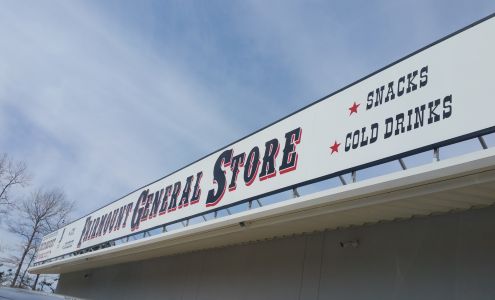 Fairmount General Store
SNACKS
COLD DRINKS